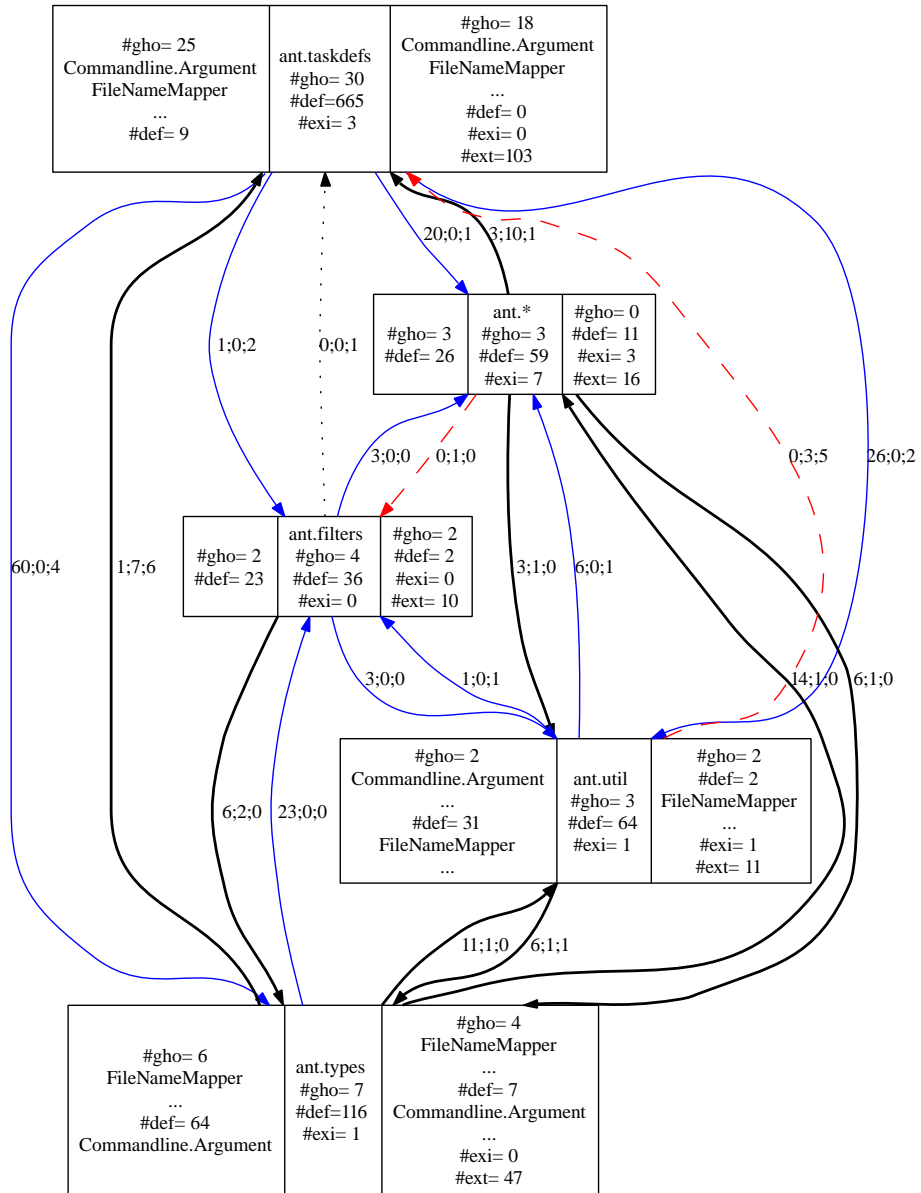 #gho= 25
Commandline.Argument
FileNameMapper
...
#def= 9
ant.taskdefs
#gho= 30
#def=665
#exi= 3
#gho= 18
Commandline.Argument
FileNameMapper
...
#def= 0
#exi= 0
#ext=103
20;0;1
3;10;1
#gho= 3
#def= 26
ant.*
#gho= 3
#def= 59
#exi= 7
#gho= 0
#def= 11
#exi= 3
#ext= 16
1;0;2
0;0;1
3;0;0
0;1;0
0;3;5
26;0;2
#gho= 2
#def= 23
ant.filters
#gho= 4
#def= 36
#exi= 0
#gho= 2
#def= 2
#exi= 0
#ext= 10
60;0;4
1;7;6
3;1;0
6;0;1
3;0;0
1;0;1
14;1;0
6;1;0
#gho= 2
Commandline.Argument
...
#def= 31
FileNameMapper
...
ant.util
#gho= 3
#def= 64
#exi= 1
#gho= 2
#def= 2
FileNameMapper
...
#exi= 1
#ext= 11
6;2;0
23;0;0
11;1;0
6;1;1
#gho= 6
FileNameMapper
...
#def= 64
Commandline.Argument
ant.types
#gho= 7
#def=116
#exi= 1
#gho= 4
FileNameMapper
...
#def= 7
Commandline.Argument
...
#exi= 0
#ext= 47